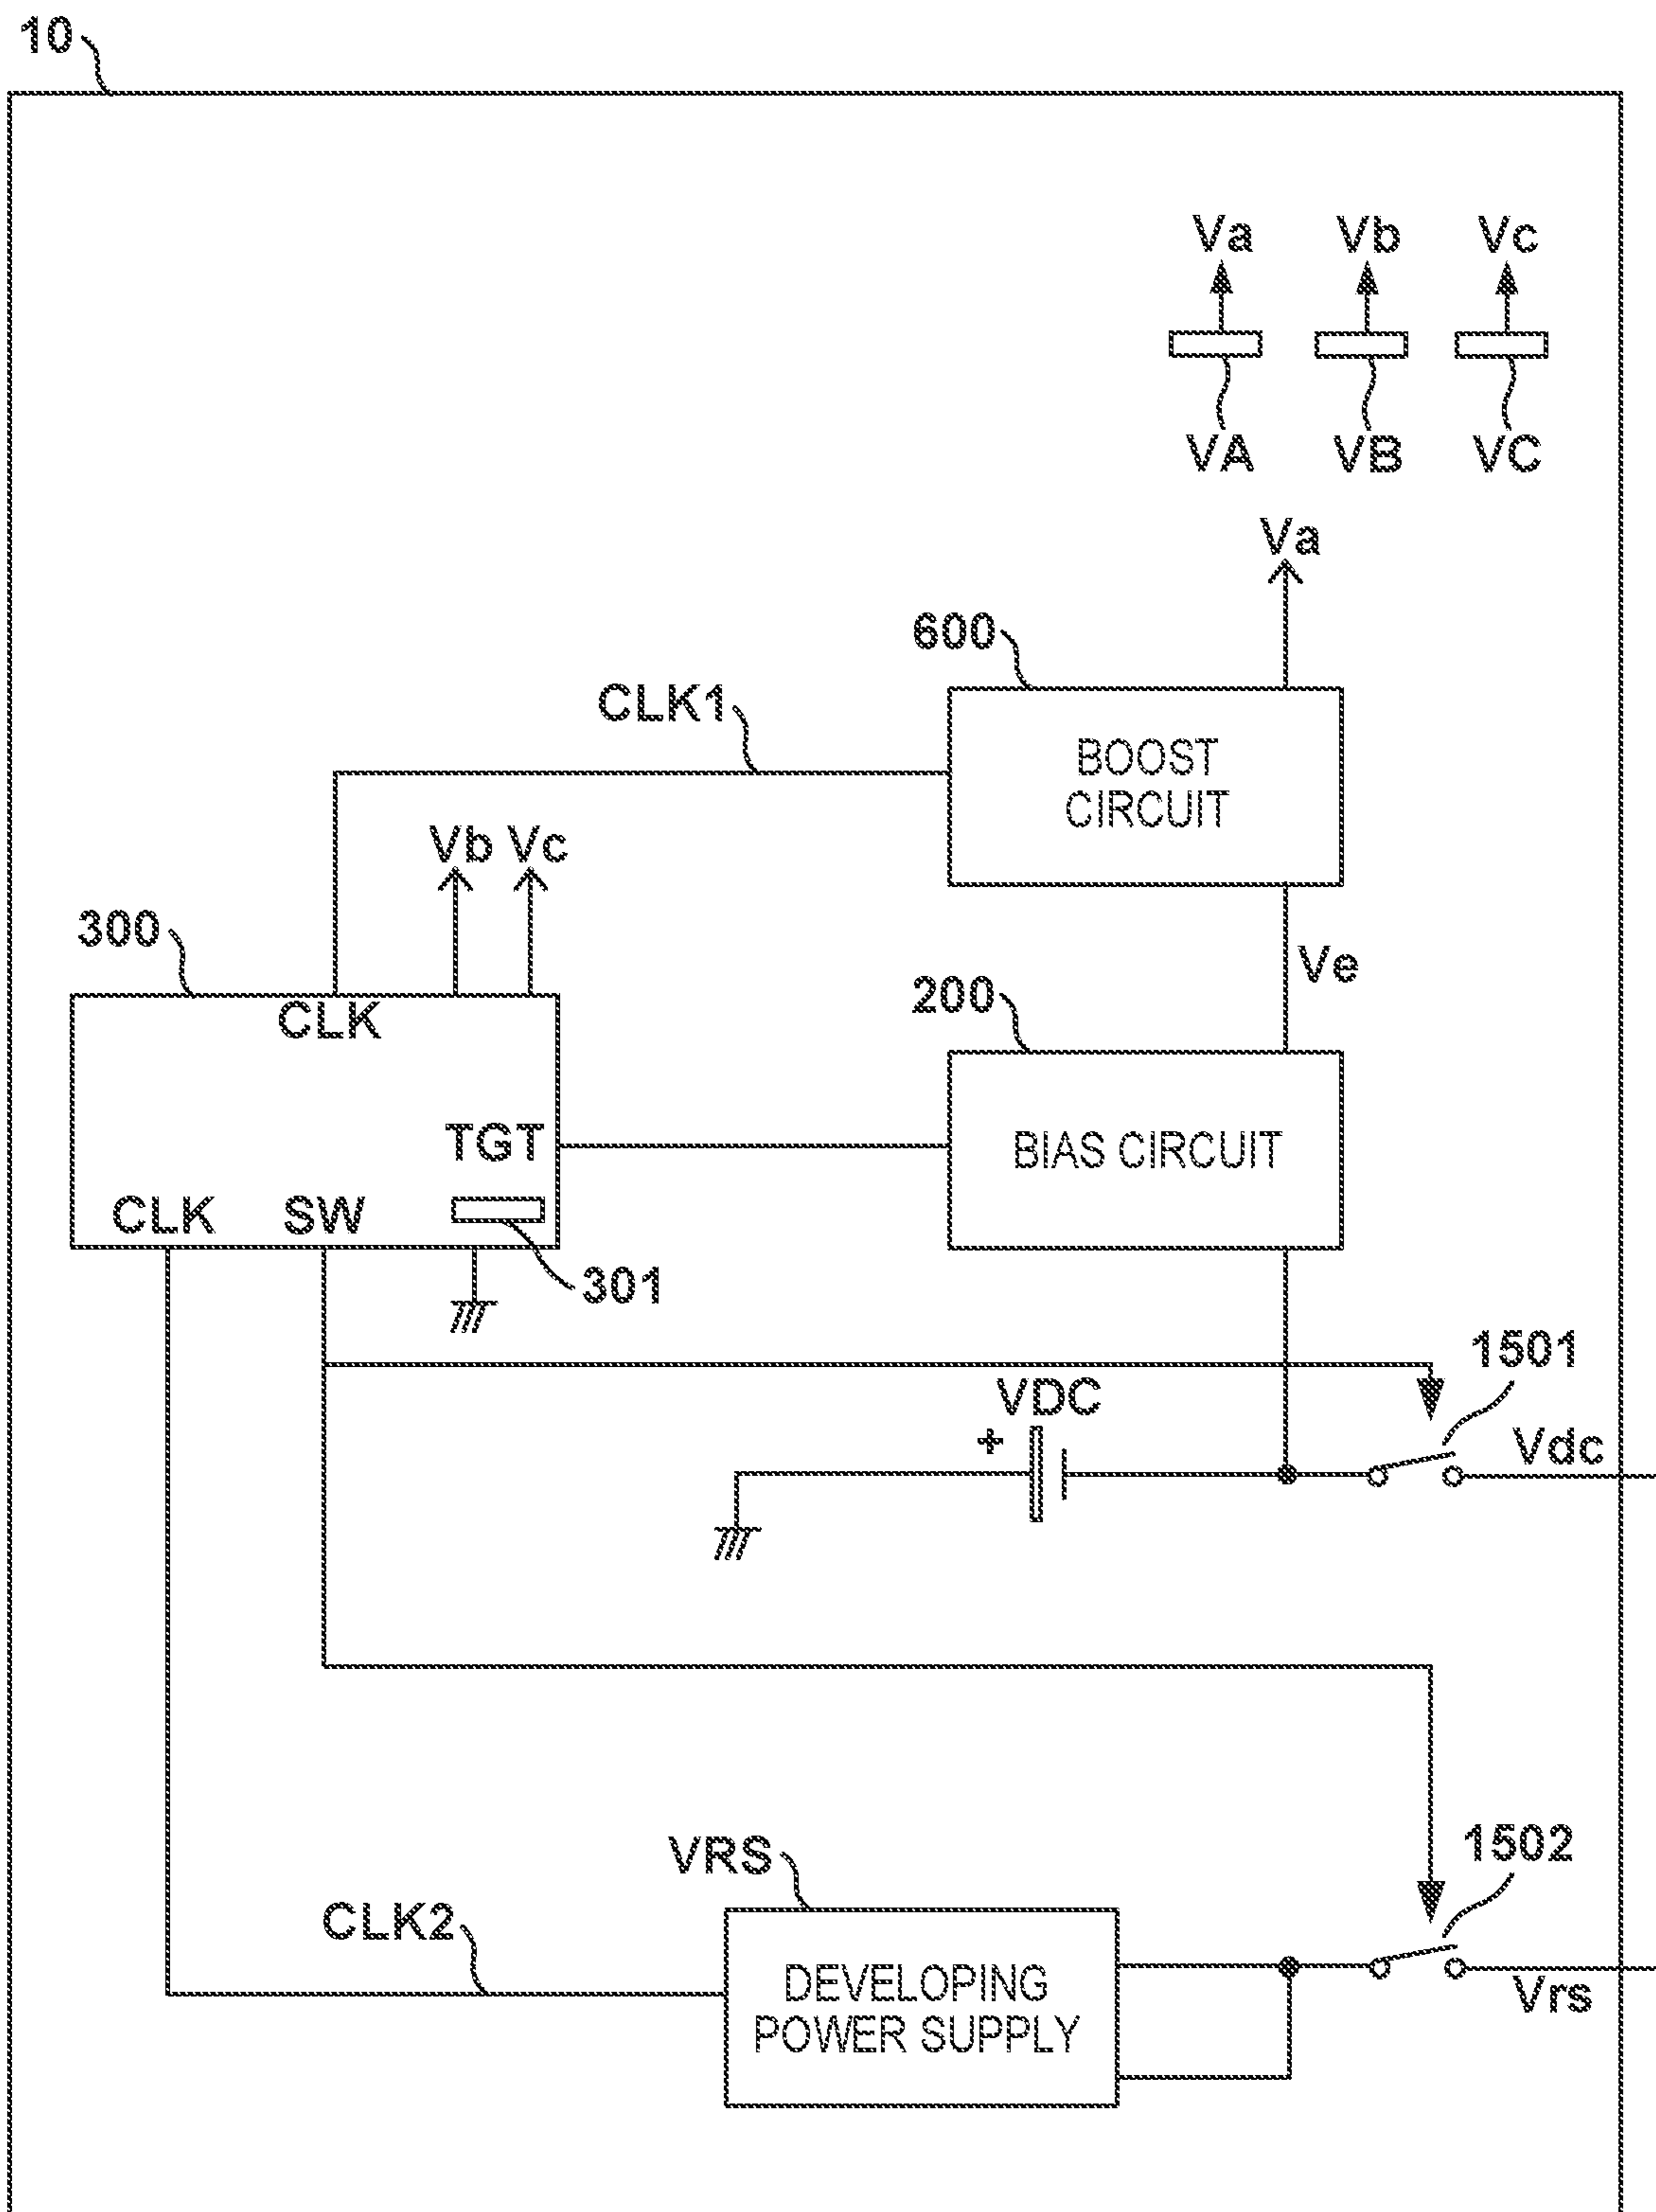 10
Va Vb Vc
VA VB VC
Va
600
CLK1
BOOST
CIRCUIT
Vb Vc
300
Ve
200
CLK
TGT
BIAS CIRCUIT
CLK SW
301
1501
VDC
+
Vdc
VRS
1502
CLK2
DEVELOPING
POWER SUPPLY
Vrs